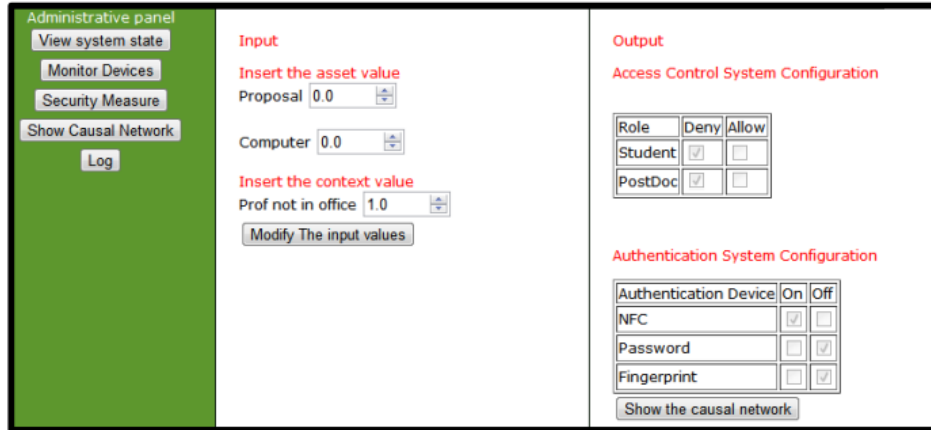 Administrative panel
View system state
Monitor Devices
Security Measure
Show Causal Network
Log
Input
Insert the asset value
Proposal 0.0
Computer 0.0
Insert the context value
Prof not in office 1.0
Modify The input values
Output
Access Control System Configuration
Role Deny Allow
Student
PostDoc
Authentication System Configuration
Authentication Device On Off
NFC
Password
Fingerprint
Show the causal network